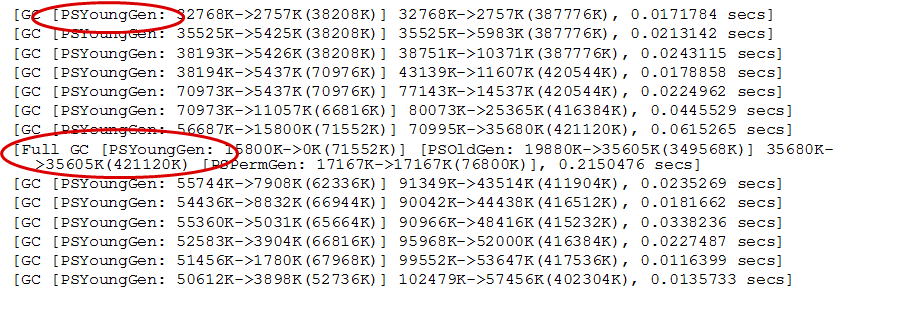 [GC [PSYoungGen: 32768K->2757K(38208K)] 32768K->2757K(387776K), 0.0171784 secs]
[GC [PSYoungGen: 35525K->5425K(38208K)] 35525K->5983K(387776K), 0.0213142 secs]
[GC [PSYoungGen: 38193K->5426K(38208K)] 38751K->10371K(387776K), 0.0243115 secs]
[GC [PSYoungGen: 38194K->5437K(70976K)] 43139K->11607K(420544K), 0.0178858 secs]
[GC [PSYoungGen: 70973K->5437K(70976K)] 77143K->14537K(420544K), 0.0224962 secs]
[GC [PSYoungGen: 70973K->11057K(66816K)] 80073K->25365K(416384K), 0.0445529 secs]
[GC [PSYoungGen: 56687K->15800K(71552K)] 70995K->35680K(421120K), 0.0615265 secs]
[Full GC [PSYoungGen: 15800K->0K(71552K)] [PSOldGen: 19880K->35605K(349568K)] 35680K-
>35605K(421120K) [PSPermGen: 17167K->17167K(76800K)], 0.2150476 secs]
[GC [PSYoungGen: 55744K->7908K(62336K)] 91349K->43514K(411904K), 0.0235269 secs]
[GC [PSYoungGen: 54436K->8832K(66944K)] 90042K->44438K(416512K), 0.0181662 secs]
[GC [PSYoungGen: 55360K->5031K(65664K)] 90966K->48416K(415232K), 0.0338236 secs]
[GC [PSYoungGen: 52583K->3904K(66816K)] 95968K->52000K(416384K), 0.0227487 secs]
[GC [PSYoungGen: 51456K->1780K(67968K)] 99552K->53647K(417536K), 0.0116399 secs]
[GC [PSYoungGen: 50612K->3898K(52736K)] 102479K->57456K(402304K), 0.0135733 secs]